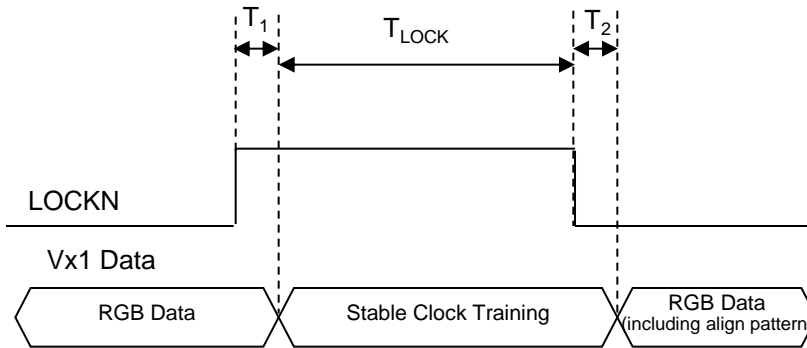 T1
TLOCK
T2
LOCKN
Vx1 Data
RGB Data
Stable Clock Training
RGB Data
(including align pattern